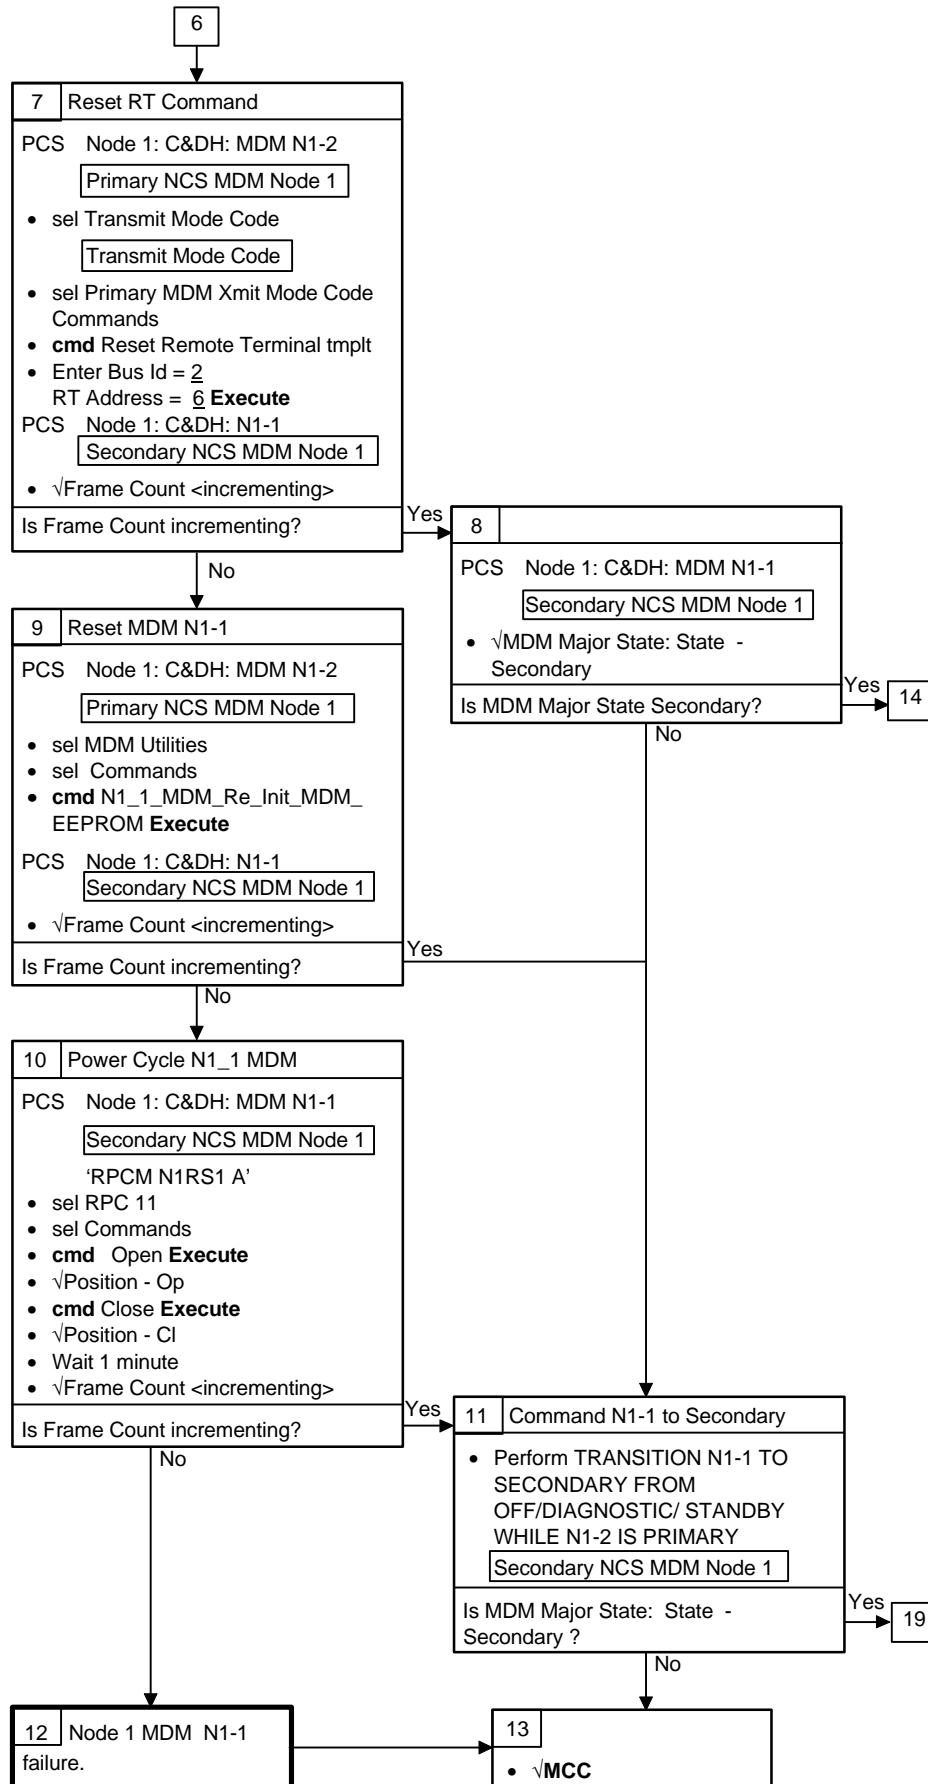 6
7 Reset RT Command
PCS Node 1: C&DH: MDM N1-2
Primary NCS MDM Node 1
• sel Transmit Mode Code
Transmit Mode Code
• sel Primary MDM Xmit Mode Code
Commands
• cmd Reset Remote Terminal tmplt
• Enter Bus Id = 2
RT Address = 6 Execute
PCS Node 1: C&DH: N1-1
Secondary NCS MDM Node 1
• √Frame Count <incrementing>
Is Frame Count incrementing?
Yes
No
8
PCS Node 1: C&DH: MDM N1-1
Secondary NCS MDM Node 1
• √MDM Major State: State -
Secondary
Is MDM Major State Secondary?
Yes
14
No
9 Reset MDM N1-1
PCS Node 1: C&DH: MDM N1-2
Primary NCS MDM Node 1
• sel MDM Utilities
• sel Commands
• cmd N1_1_MDM_Re_Init_MDM_
EEPROM Execute
PCS Node 1: C&DH: N1-1
Secondary NCS MDM Node 1
• √Frame Count <incrementing>
Is Frame Count incrementing?
Yes
No
10 Power Cycle N1_1 MDM
PCS Node 1: C&DH: MDM N1-1
Secondary NCS MDM Node 1
‘RPCM N1RS1 A’
• sel RPC 11
• sel Commands
• cmd Open Execute
• √Position - Op
• cmd Close Execute
• √Position - Cl
• Wait 1 minute
• √Frame Count <incrementing>
Is Frame Count incrementing?
Yes
No
11 Command N1-1 to Secondary
• Perform TRANSITION N1-1 TO
SECONDARY FROM
OFF/DIAGNOSTIC/ STANDBY
WHILE N1-2 IS PRIMARY
Secondary NCS MDM Node 1
Is MDM Major State: State -
Secondary ?
Yes
19
No
12 Node 1 MDM N1-1
failure.
13
• √MCC